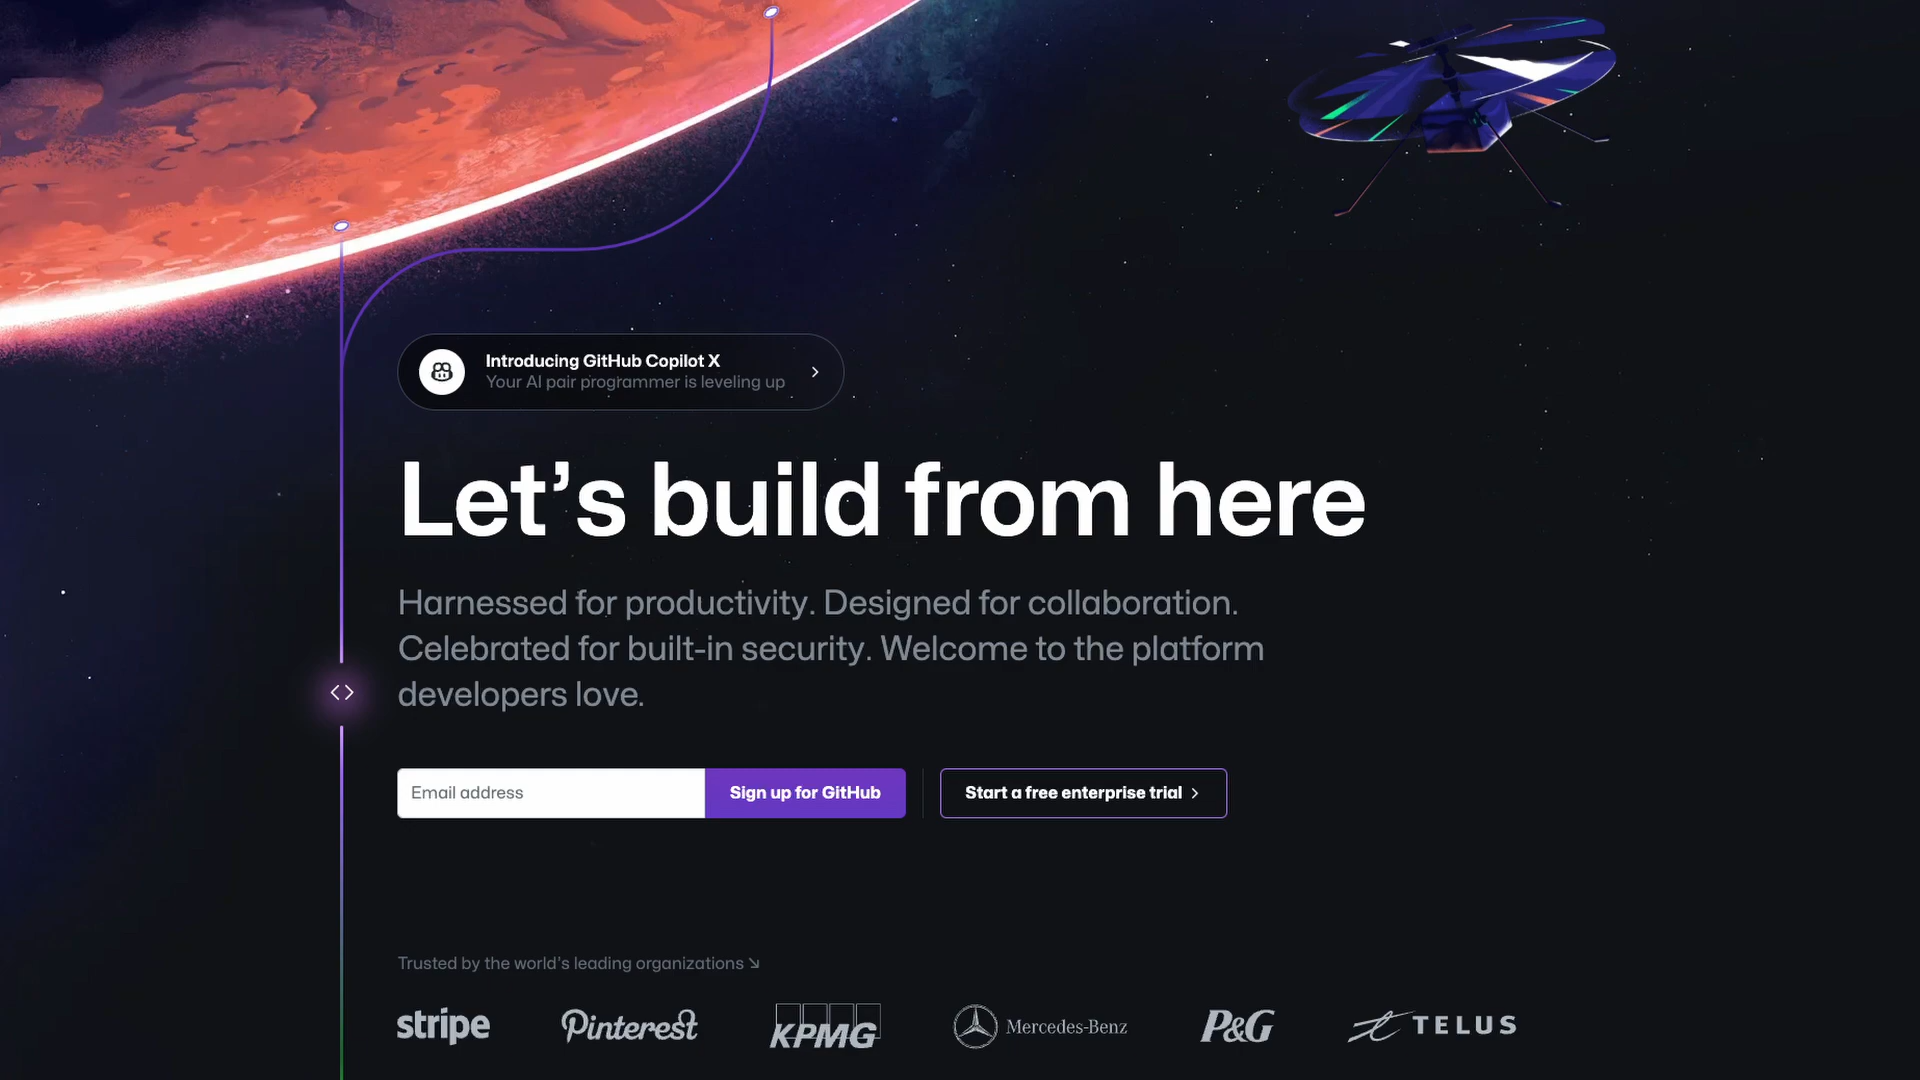 Introducing GitHub Copilot X
Your AI pair programmer is leveling up
Let’s build from here
Harnessed for productivity. Designed for collaboration.
Celebrated for built-in security. Welcome to the platform
developers love.
Email address
Sign up for GitHub
Start a free enterprise trial
Trusted by the world’s leading organizations
stripe
Pinterest
KPMG
Mercedes-Benz
P&G
TELUS